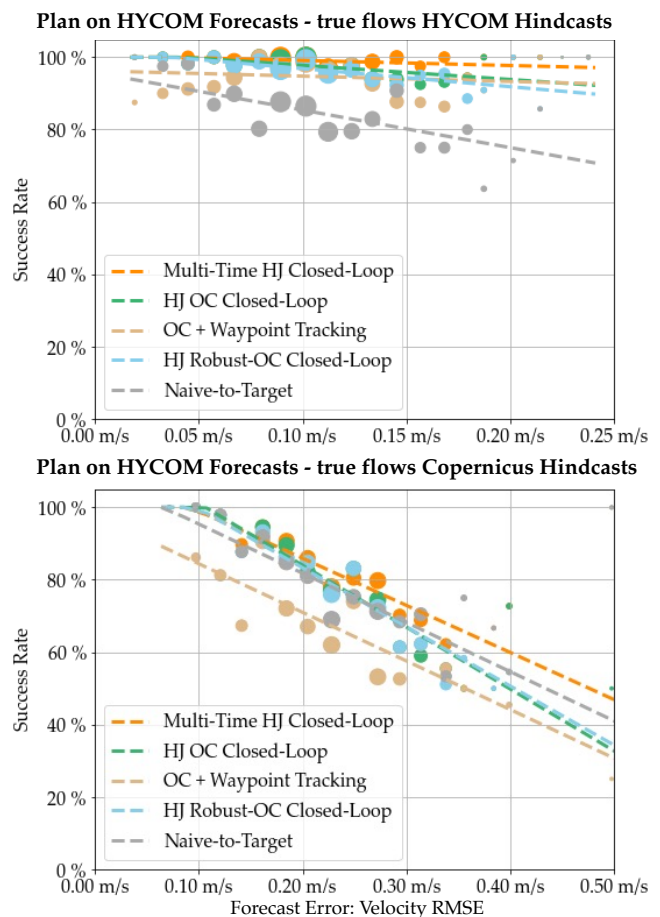 Plan on HYCOM Forecasts - true flows HYCOM Hindcasts
100 %
80 %
60 %
40 %
20 %
0 %
Success Rate
Multi-Time HJ Closed-Loop
HJ OC Closed-Loop
OC + Waypoint Tracking
HJ Robust-OC Closed-Loop
Naive-to-Target
0.00 m/s 0.05 m/s 0.10 m/s 0.15 m/s 0.20 m/s 0.25 m/s
Plan on HYCOM Forecasts - true flows Copernicus Hindcasts
100 %
80 %
60 %
40 %
20 %
0 %
Success Rate
Multi-Time HJ Closed-Loop
HJ OC Closed-Loop
OC + Waypoint Tracking
HJ Robust-OC Closed-Loop
Naive-to-Target
0.00 m/s 0.10 m/s 0.20 m/s 0.30 m/s 0.40 m/s 0.50 m/s
Forecast Error: Velocity RMSE